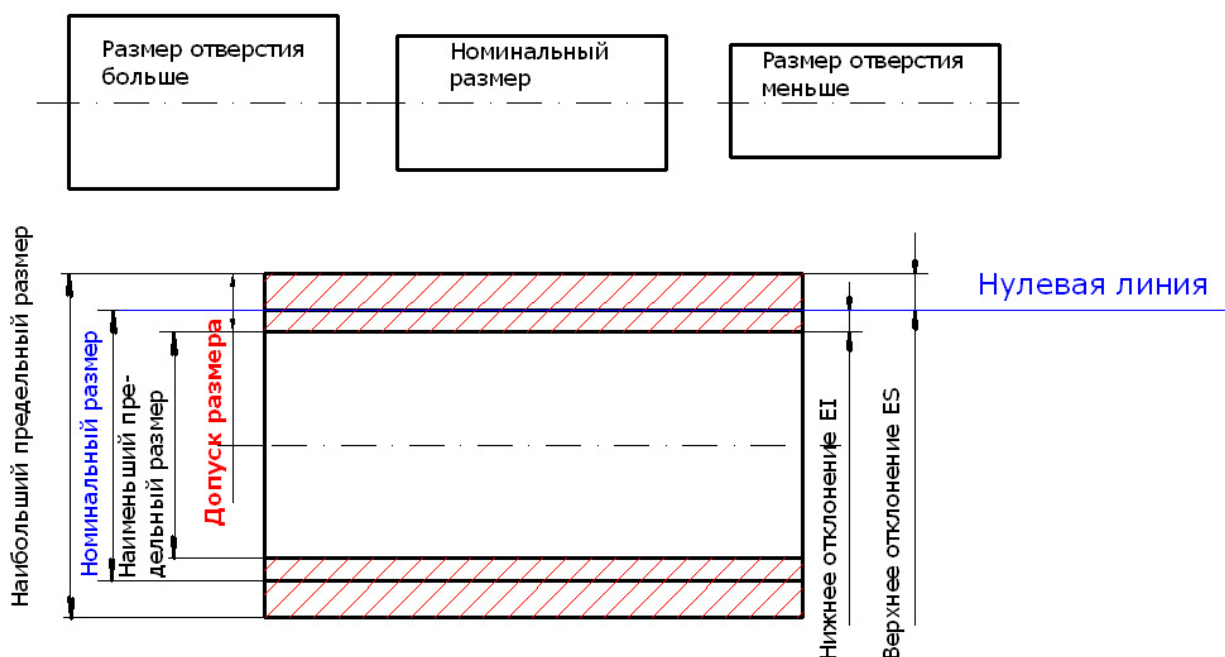 Размер отверстия
больше
Номинальный
размер
Размер отверстия
меньше
Нулевая линия
Наибольший предельный размер
Номинальный размер
Наименьший пре-
дельный размер
Допуск размера
Нижнее отклонение EI
Верхнее отклонение ES